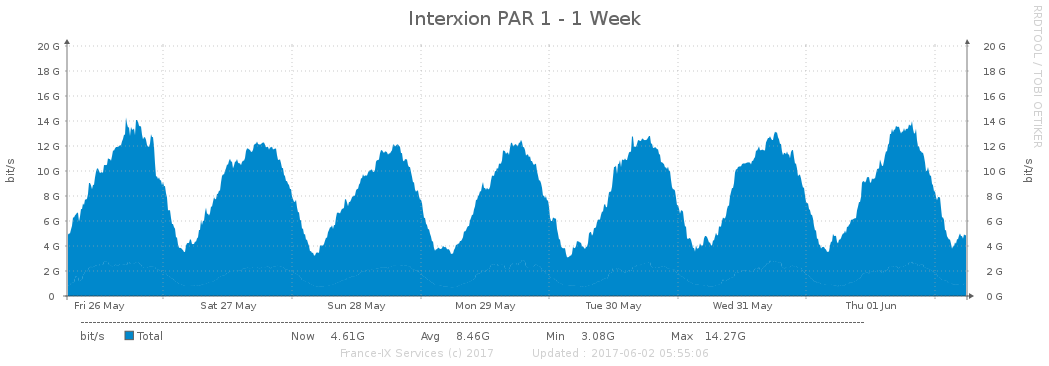 Interxion PAR 1 - 1 Week
RRDTOOL / TOBI OETIKER
20 G 20 G
18 G 18 G
16 G 16 G
14 G 14 G
12 G 12 G
10 G 10 G
8 G 8 G
6 G 6 G
4 G 4 G
2 G 2 G
0 0 G
bit/s bit/s
Fri 26 May Sat 27 May Sun 28 May Mon 29 May Tue 30 May Wed 31 May Thu 01 Jun
bit/s Total Now 4.61G Avg 8.46G Min 3.08G Max 14.27G
France-IX Services (c) 2017 Updated : 2017-06-02 05:55:06